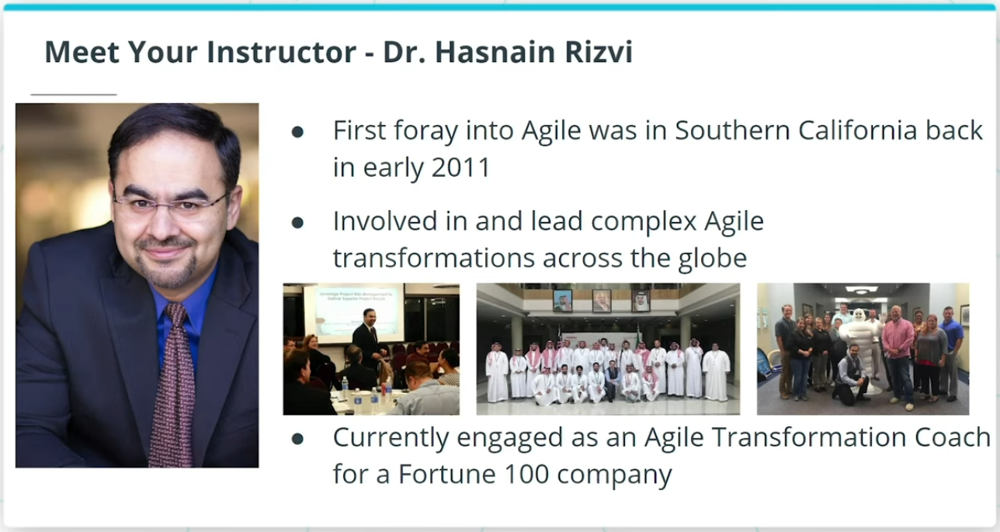 Meet Your Instructor - Dr. Hasnain Rizvi
● First foray into Agile was in Southern California back
in early 2011
● Involved in and lead complex Agile
transformations across the globe
Leverage Project Risk Management to
Deliver Superior Project Results
● Currently engaged as an Agile Transformation Coach
for a Fortune 100 company